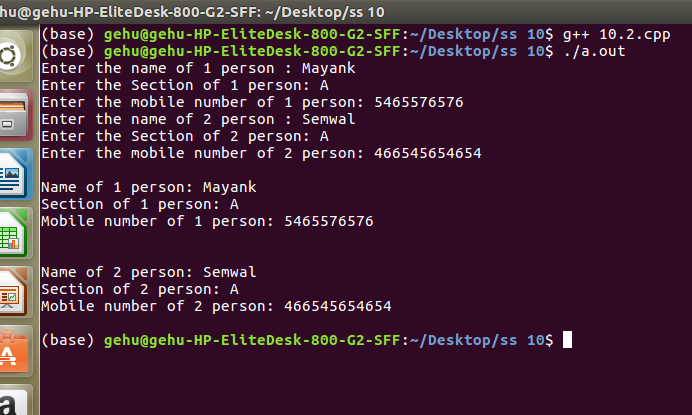 hu@gehu-HP-EliteDesk-800-G2-SFF: ~/Desktop/ss 10
(base) gehu@gehu-HP-EliteDesk-800-G2-SFF:~/Desktop/ss 10$ g++ 10.2.cpp
(base) gehu@gehu-HP-EliteDesk-800-G2-SFF:~/Desktop/ss 10$ ./a.out
Enter the name of 1 person : Mayank
Enter the Section of 1 person: A
Enter the mobile number of 1 person: 5465576576
Enter the name of 2 person : Semwal
Enter the Section of 2 person: A
Enter the mobile number of 2 person: 466545654654
Name of 1 person: Mayank
Section of 1 person: A
Mobile number of 1 person: 5465576576
Name of 2 person: Semwal
Section of 2 person: A
Mobile number of 2 person: 466545654654
(base) gehu@gehu-HP-EliteDesk-800-G2-SFF:~/Desktop/ss 10$